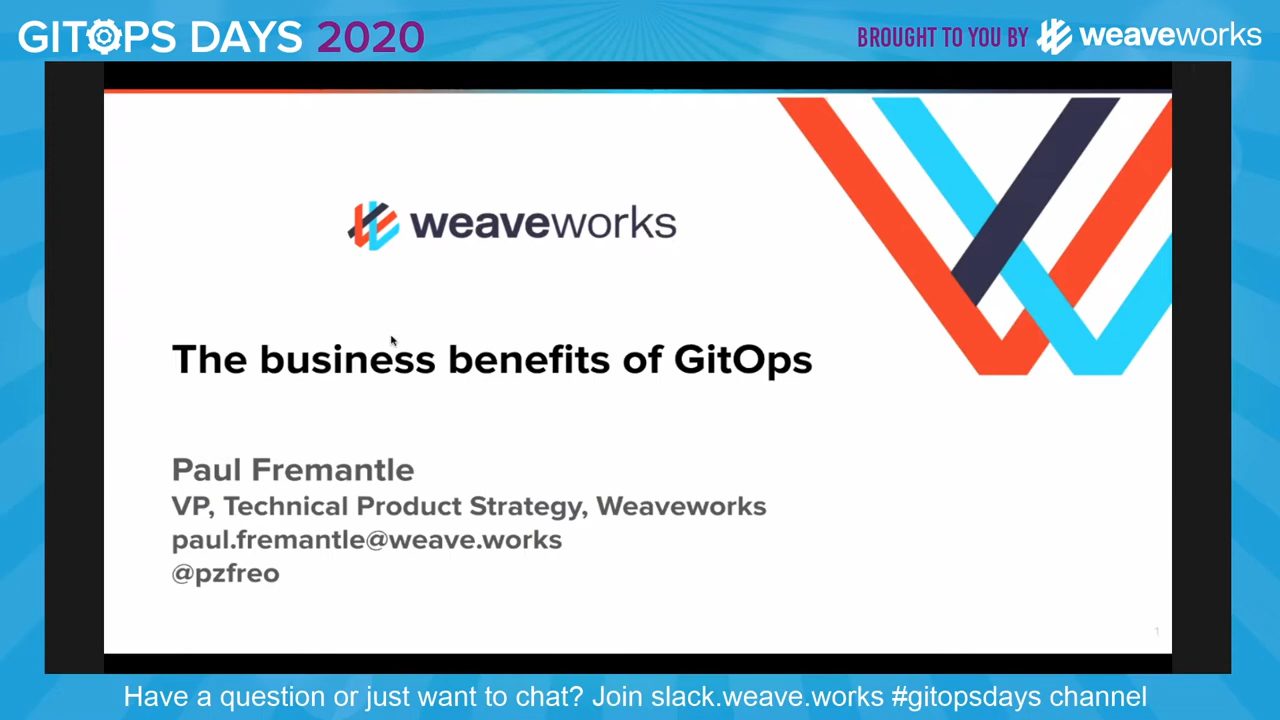 GITOPS DAYS 2020
BROUGHT TO YOU BY weaveworks
weaveworks
The business benefits of GitOps
Paul Fremantle
VP, Technical Product Strategy, Weaveworks
paul.fremantle@weave.works
@pzfreo
1
Have a question or just want to chat? Join slack.weave.works #gitopsdays channel